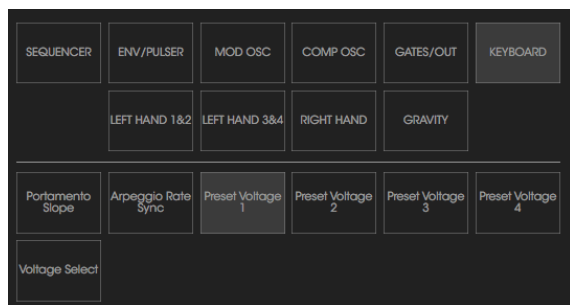 SEQUENCER
ENV/PULSER
MOD OSC
COMP OSC
GATES/OUT
KEYBOARD
LEFT HAND 1&2
LEFT HAND 3&4
RIGHT HAND
GRAVITY
Portamento
Slope
Arpeggio Rate
Sync
Preset Voltage
1
Preset Voltage
2
Preset Voltage
3
Preset Voltage
4
Voltage Select